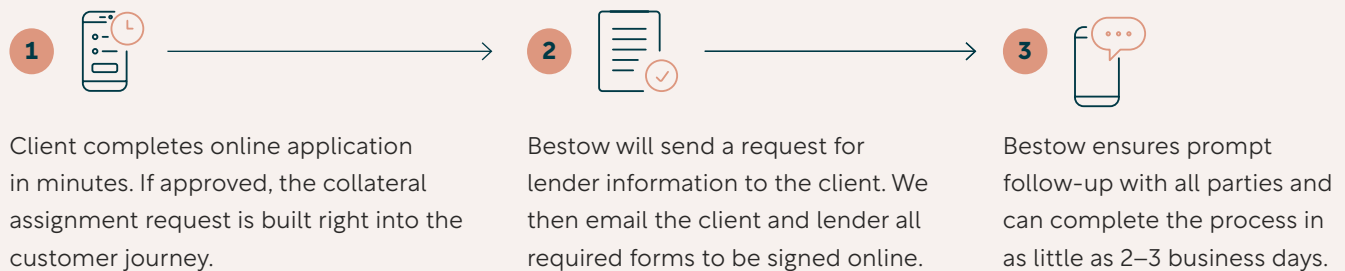 1
Client completes online application
in minutes. If approved, the collateral
assignment request is built right into the
customer journey.
2
Bestow will send a request for
lender information to the client. We
then email the client and lender all
required forms to be signed online.
3
Bestow ensures prompt
follow-up with all parties and
can complete the process in
as little as 2–3 business days.